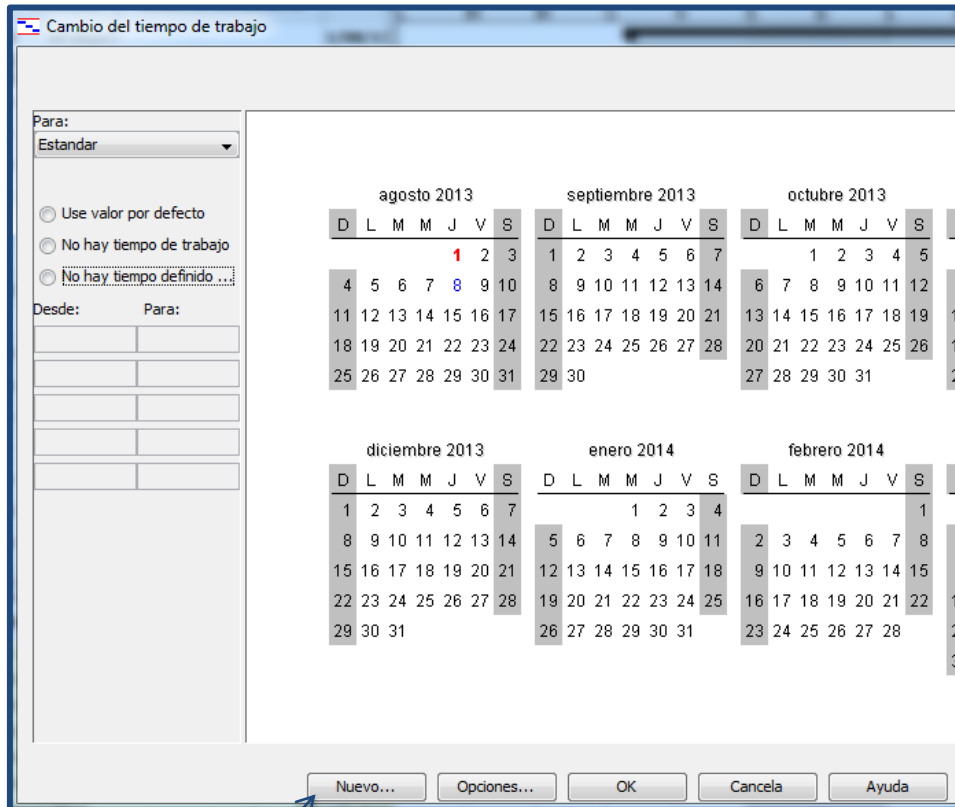 Cambio del tiempo de trabajo
Para:
Estandar
Use valor por defecto
No hay tiempo de trabajo
No hay tiempo definido ...
Desde: Para:
agosto 2013 septiembre 2013 octubre 2013
D L M M J V S D L M M J V S D L M M J V S
1 2 3 1 2 3 4 5 6 7 1 2 3 4 5
4 5 6 7 8 9 10 8 9 10 11 12 13 14 6 7 8 9 10 11 12
11 12 13 14 15 16 17 15 16 17 18 19 20 21 13 14 15 16 17 18 19
18 19 20 21 22 23 24 22 23 24 25 26 27 28 20 21 22 23 24 25 26
25 26 27 28 29 30 31 29 30 27 28 29 30 31
diciembre 2013 enero 2014 febrero 2014
D L M M J V S D L M M J V S D L M M J V S
1 2 3 4 5 6 7 1 2 3 4 1
8 9 10 11 12 13 14 5 6 7 8 9 10 11 2 3 4 5 6 7 8
15 16 17 18 19 20 21 12 13 14 15 16 17 18 9 10 11 12 13 14 15
22 23 24 25 26 27 28 19 20 21 22 23 24 25 16 17 18 19 20 21 22
29 30 31 26 27 28 29 30 31 23 24 25 26 27 28
Nuevo... Opciones... OK Cancela Ayuda